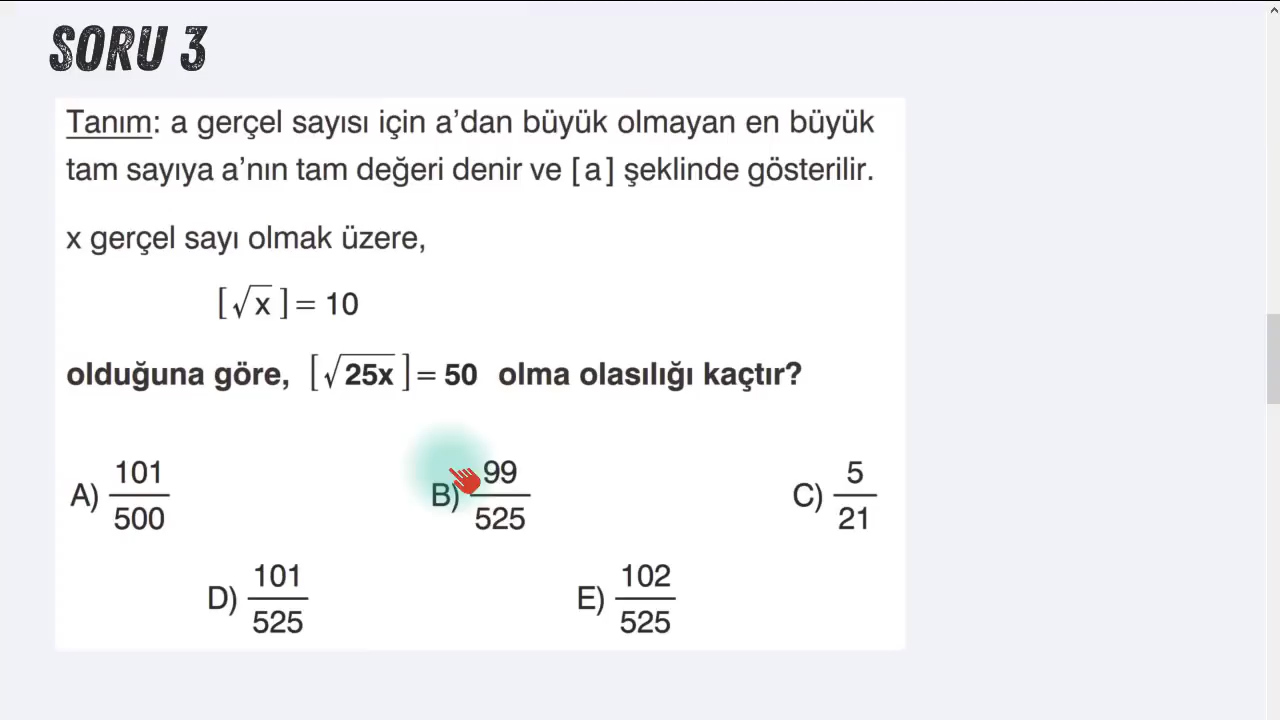 SORU 3
Tanım: a gerçel sayısı için a’dan büyük olmayan en büyük
tam sayıya a’nın tam değeri denir ve [a] şeklinde gösterilir.
x gerçel sayı olmak üzere,
[√x] = 10
olduğuna göre, [√25x] = 50 olma olasılığı kaçtır?
A) 101/500 B) 99/525 C) 5/21
D) 101/525 E) 102/525